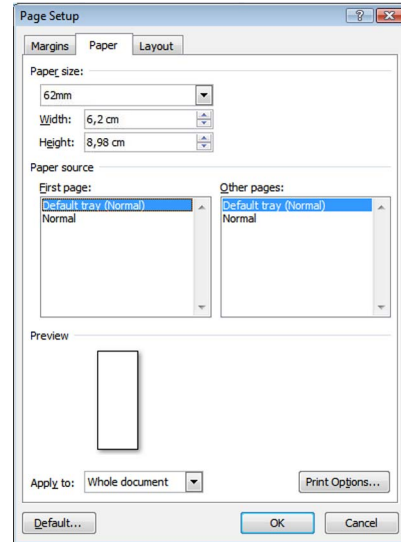 Page Setup
Margins Paper Layout
Paper size:
62mm
Width: 6,2 cm
Height: 8,98 cm
Paper source
First page: Other pages:
Default tray (Normal) Default tray (Normal)
Normal Normal
Preview
Apply to: Whole document Print Options...
Default... OK Cancel